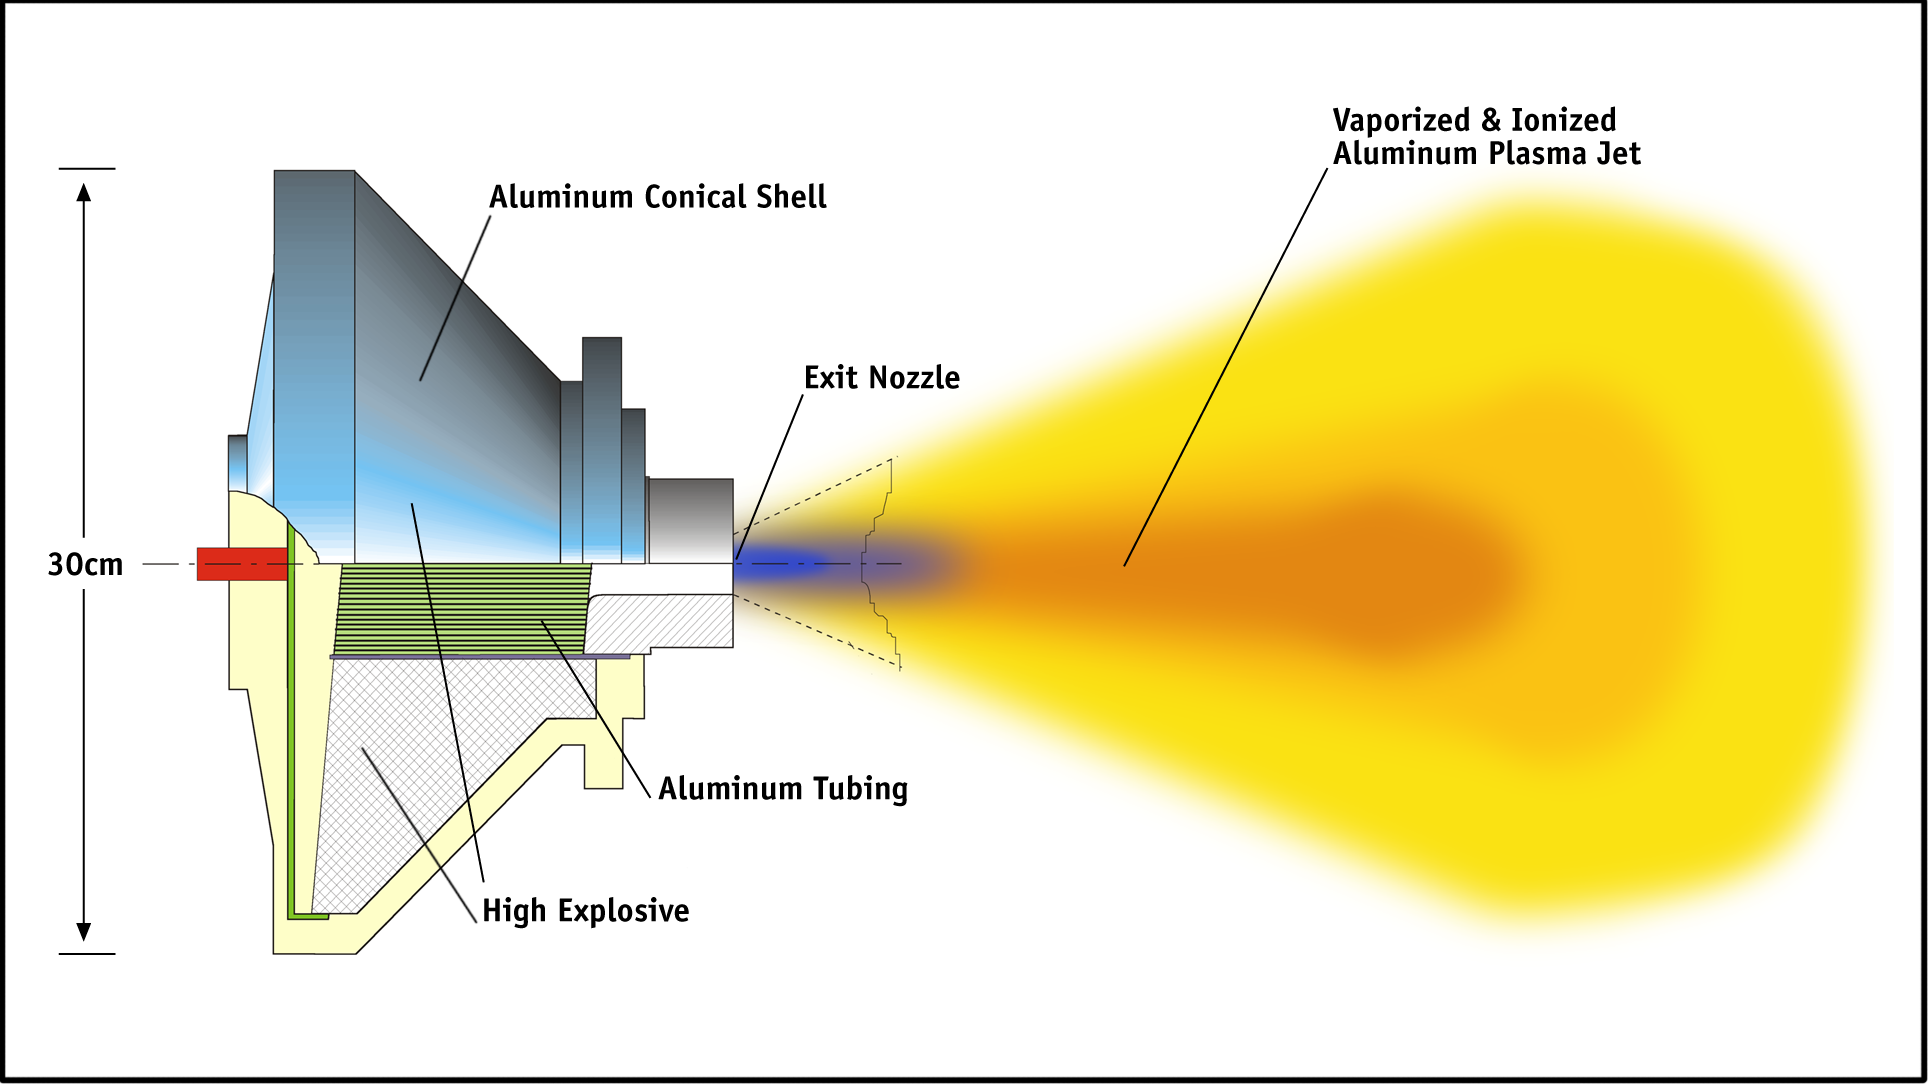 Vaporized & Ionized
Aluminum Plasma Jet
Aluminum Conical Shell
Exit Nozzle
30cm
Aluminum Tubing
High Explosive